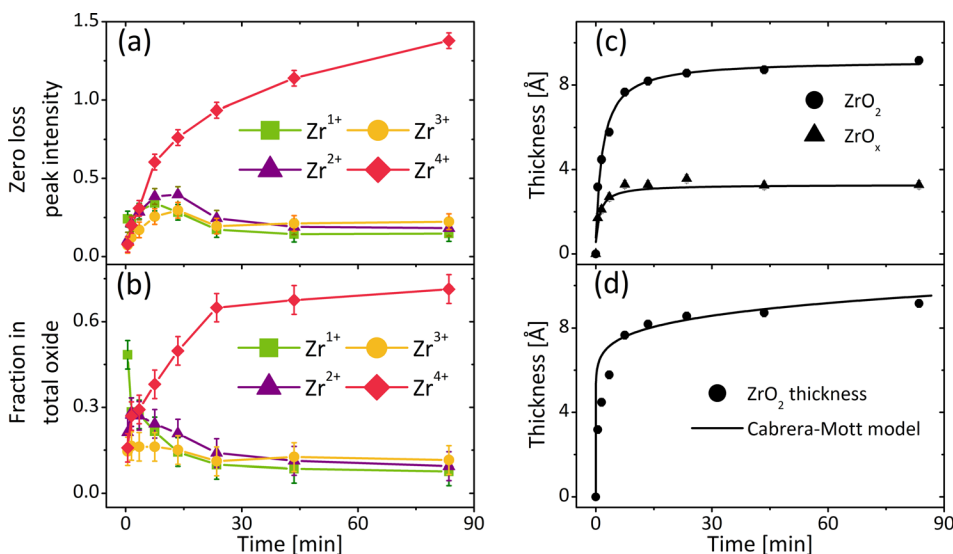 (a)
1.5
1.0
0.5
0.0
Zero loss
peak intensity
Zr1+
Zr3+
Zr2+
Zr4+
(b)
0.6
0.3
0.0
Fraction in
total oxide
Zr1+
Zr3+
Zr2+
Zr4+
0 30 60 90
Time [min]
(c)
8
4
0
Thickness [Å]
ZrO2
ZrOx
(d)
8
4
0
Thickness [Å]
ZrO2 thickness
Cabrera-Mott model
0 30 60 90
Time [min]